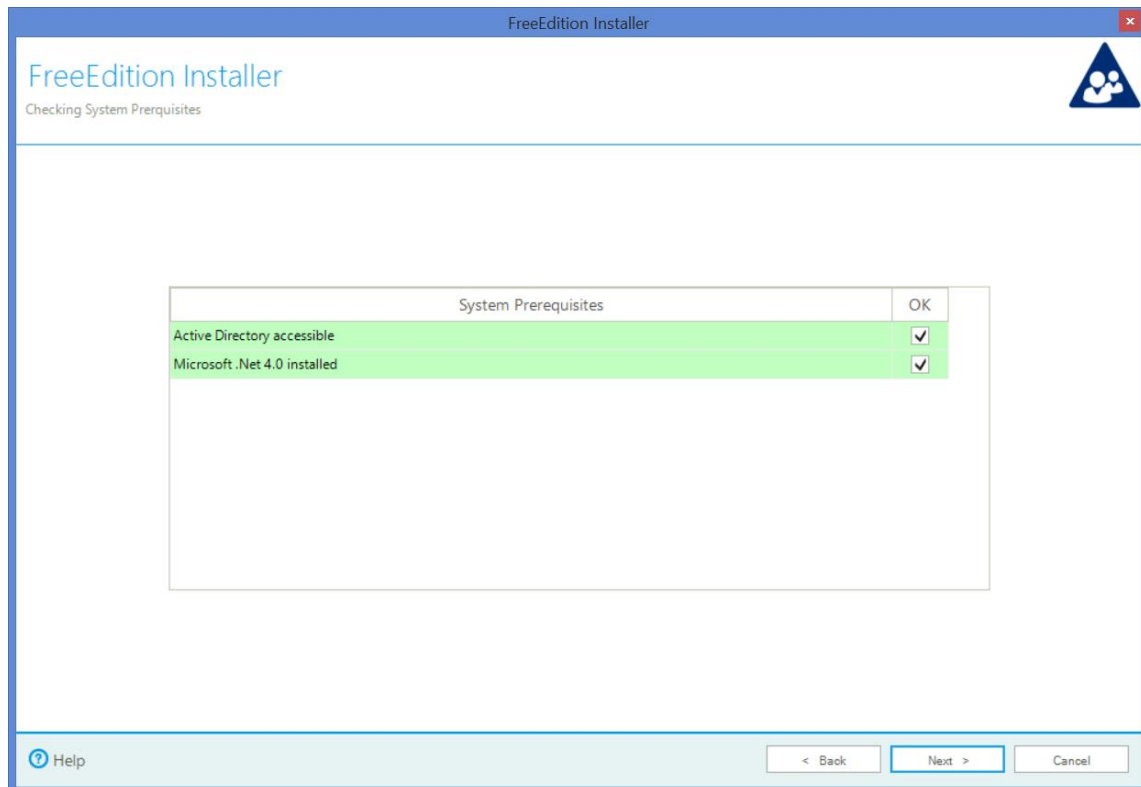 FreeEdition Installer
FreeEdition Installer
Checking System Prerquisites
System Prerequisites OK
Active Directory accessible
Microsoft .Net 4.0 installed
Help < Back Next > Cancel